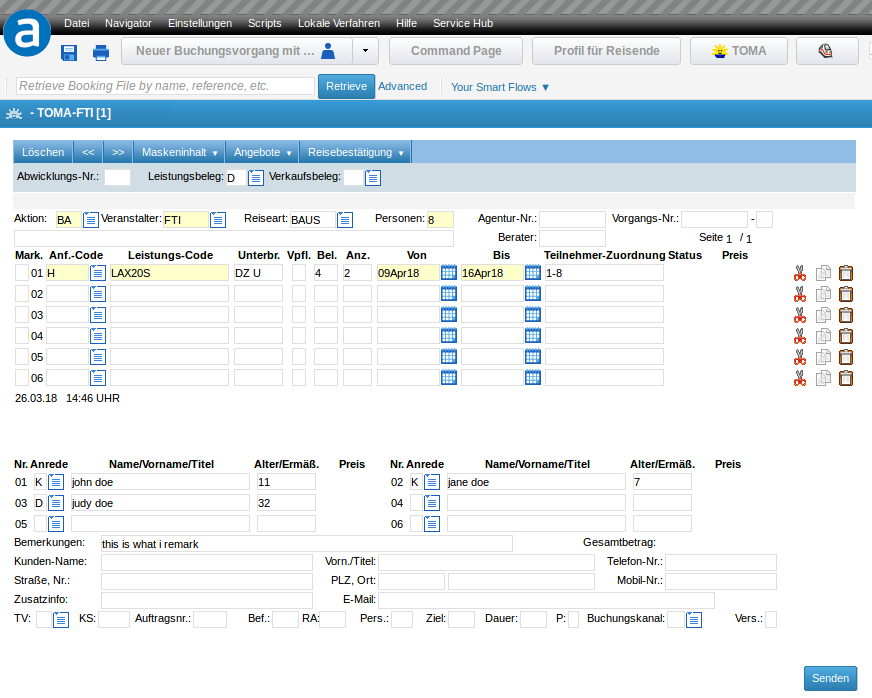 a
Datei Navigator Einstellungen Scripts Lokale Verfahren Hilfe Service Hub
Neuer Buchungsvorgang mit ... Command Page Profil für Reisende TOMA
Retrieve Booking File by name, reference, etc. Retrieve Advanced Your Smart Flows ▼
- TOMA-FTI [1]
Löschen << >> Maskeninhalt ▼ Angebote ▼ Reisebestätigung ▼
Abwicklungs-Nr.: Leistungsbeleg: D Verkaufsbeleg:
Aktion: BA Veranstalter: FTI Reiseart: BAUS Personen: 8 Agentur-Nr.: Vorgangs-Nr.: -
Berater: Seite 1 / 1
Mark. Anf.-Code Leistungs-Code Unterbr. Vpfl. Bel. Anz. Von Bis Teilnehmer-Zuordnung Status Preis
01 H LAX20S DZ U 4 2 09Apr18 16Apr18 1-8
02
03
04
05
06
26.03.18 14:46 UHR
Nr. Anrede Name/Vorname/Titel Alter/Ermäß. Preis Nr. Anrede Name/Vorname/Titel Alter/Ermäß. Preis
01 K john doe 11 02 K jane doe 7
03 D judy doe 32 04
05 06
Bemerkungen: this is what i remark Gesamtbetrag:
Kunden-Name: Vorn./Titel: Telefon-Nr.:
Straße, Nr.: PLZ, Ort: Mobil-Nr.:
Zusatzinfo: E-Mail:
TV: KS: Auftragsnr.: Bef.: RA: Pers.: Ziel: Dauer: P: Buchungskanal: Vers.:
Senden